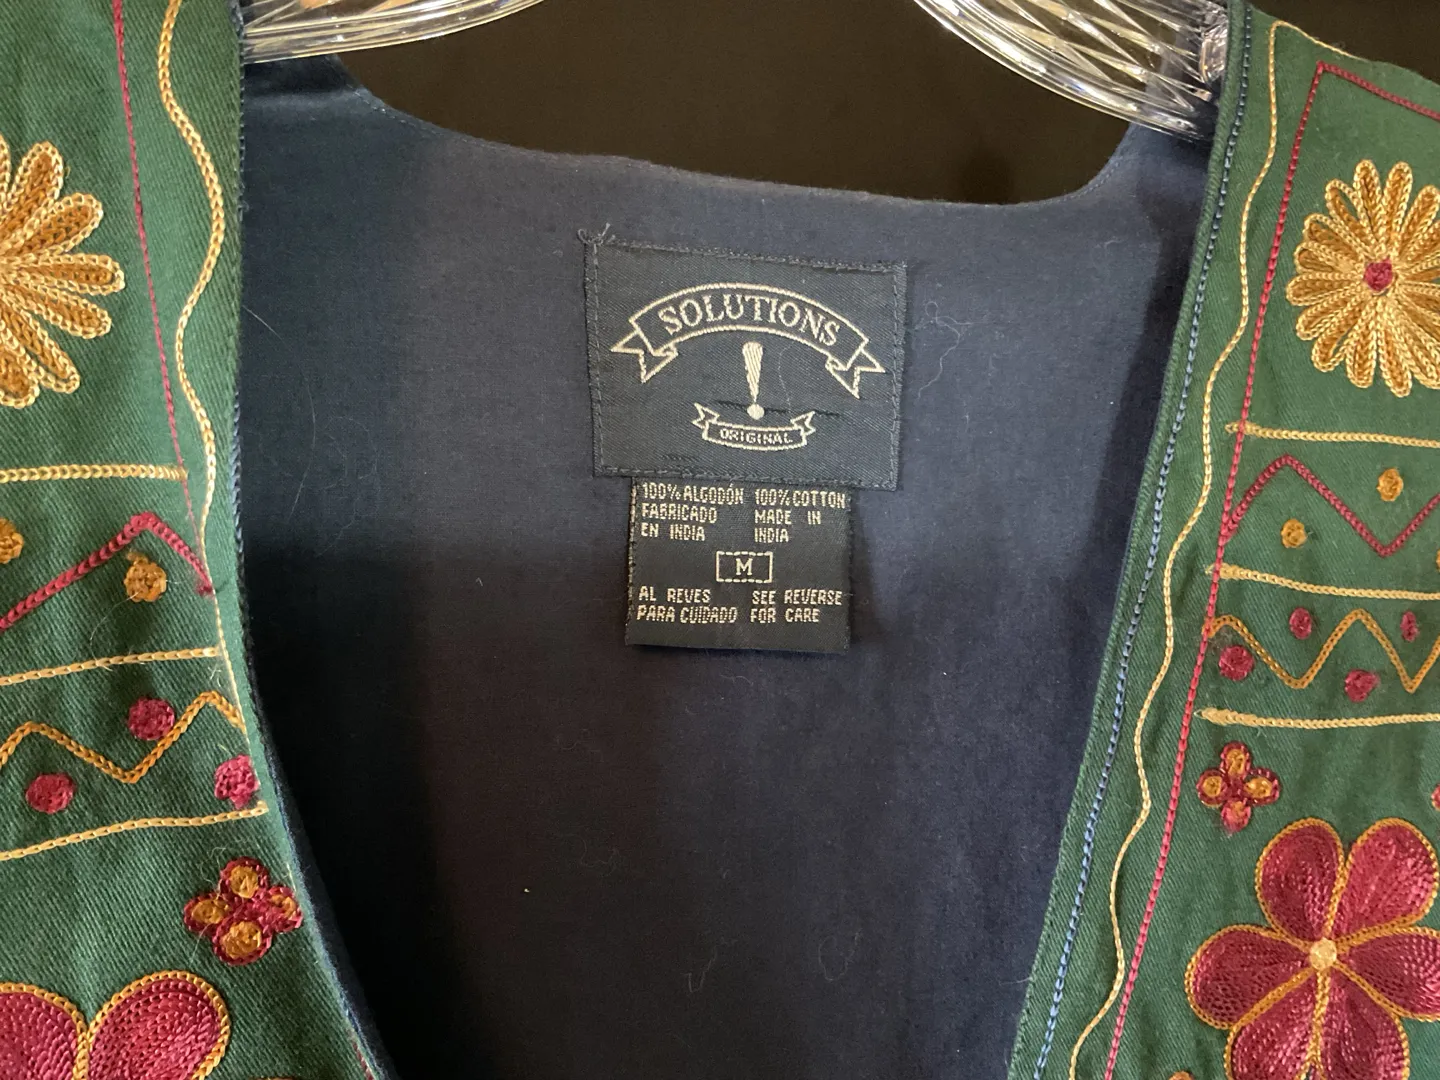 SOLUTIONS
!
ORIGINAL
100% ALGODÓN 100% COTTON
FABRICADO MADE IN
EN INDIA INDIA
M
AL REVES SEE REVERSE
PARA CUIDADO FOR CARE